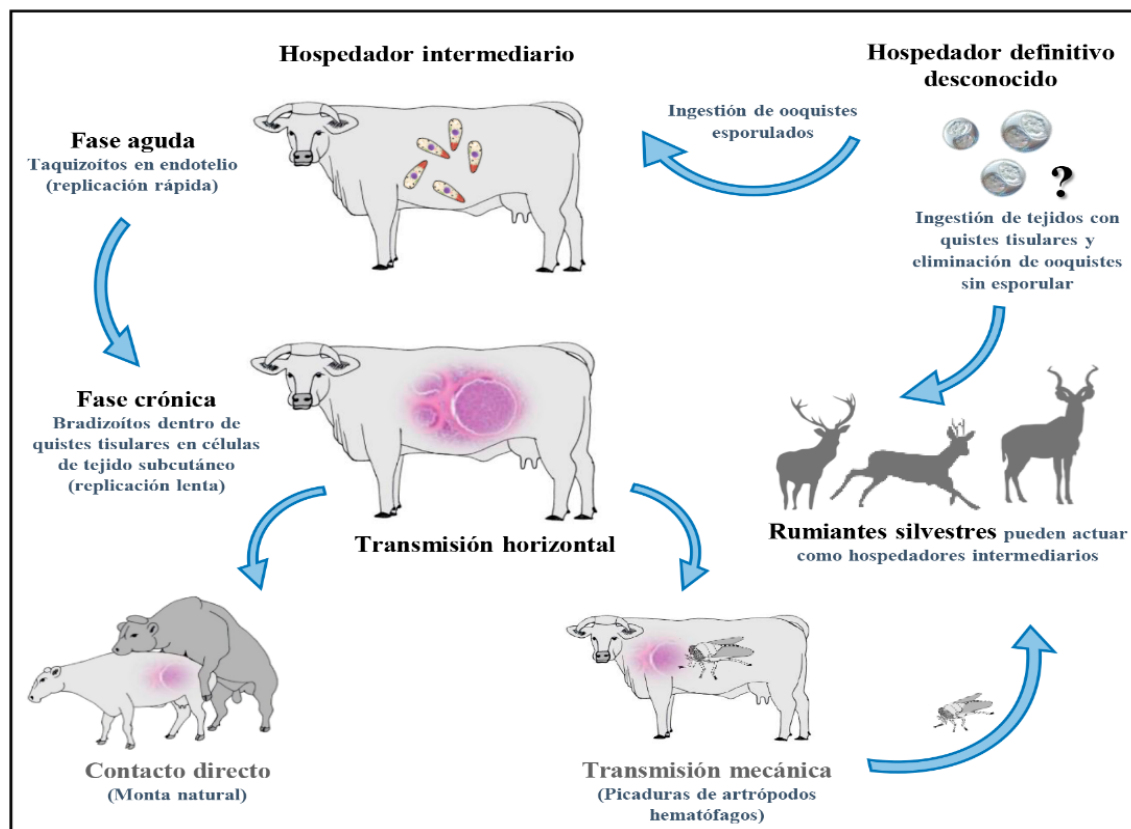 Hospedador intermediario
Hospedador definitivo
desconocido
Ingestión de ooquistes
esporulados
Fase aguda
Taquizoítos en endotelio
(replicación rápida)
?
Ingestión de tejidos con
quistes tisulares y
eliminación de ooquistes
sin esporular
Fase crónica
Bradizoítos dentro de
quistes tisulares en células
de tejido subcutáneo
(replicación lenta)
Transmisión horizontal
Rumiantes silvestres pueden actuar
como hospedadores intermediarios
Contacto directo
(Monta natural)
Transmisión mecánica
(Picaduras de artrópodos
hematófagos)